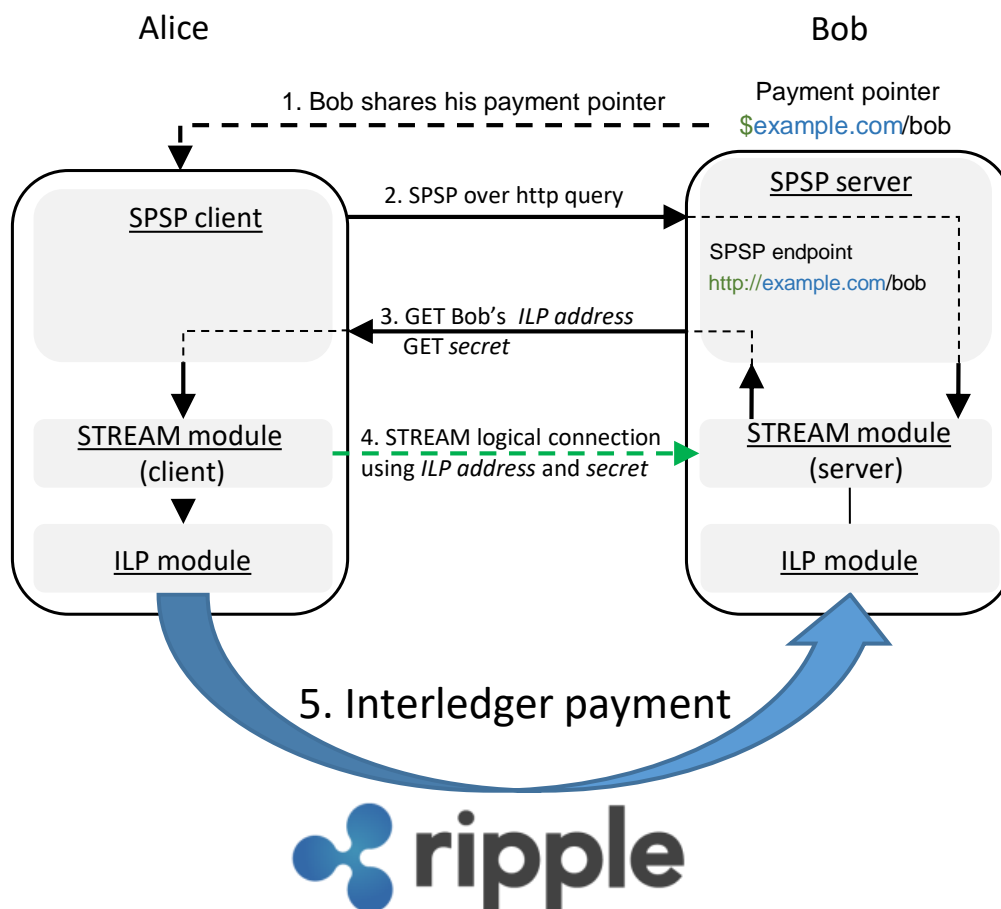 Alice
Bob
1. Bob shares his payment pointer
Payment pointer
$example.com/bob
SPSP client
2. SPSP over http query
SPSP server
SPSP endpoint
http://example.com/bob
3. GET Bob's ILP address
GET secret
STREAM module
(client)
4. STREAM logical connection
using ILP address and secret
STREAM module
(server)
ILP module
ILP module
5. Interledger payment
ripple